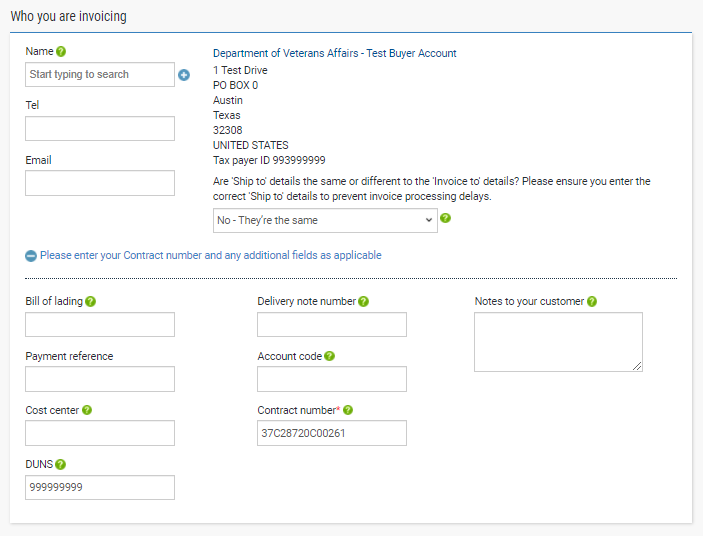 Who you are invoicing
Name
Start typing to search
Tel
Email
Department of Veterans Affairs - Test Buyer Account
1 Test Drive
PO BOX 0
Austin
Texas
32308
UNITED STATES
Tax payer ID 993999999
Are 'Ship to' details the same or different to the 'Invoice to' details? Please ensure you enter the
correct 'Ship to' details to prevent invoice processing delays.
No - They're the same
Please enter your Contract number and any additional fields as applicable
Bill of lading
Delivery note number
Notes to your customer
Payment reference
Account code
Cost center
Contract number*
37C28720C00261
DUNS
999999999